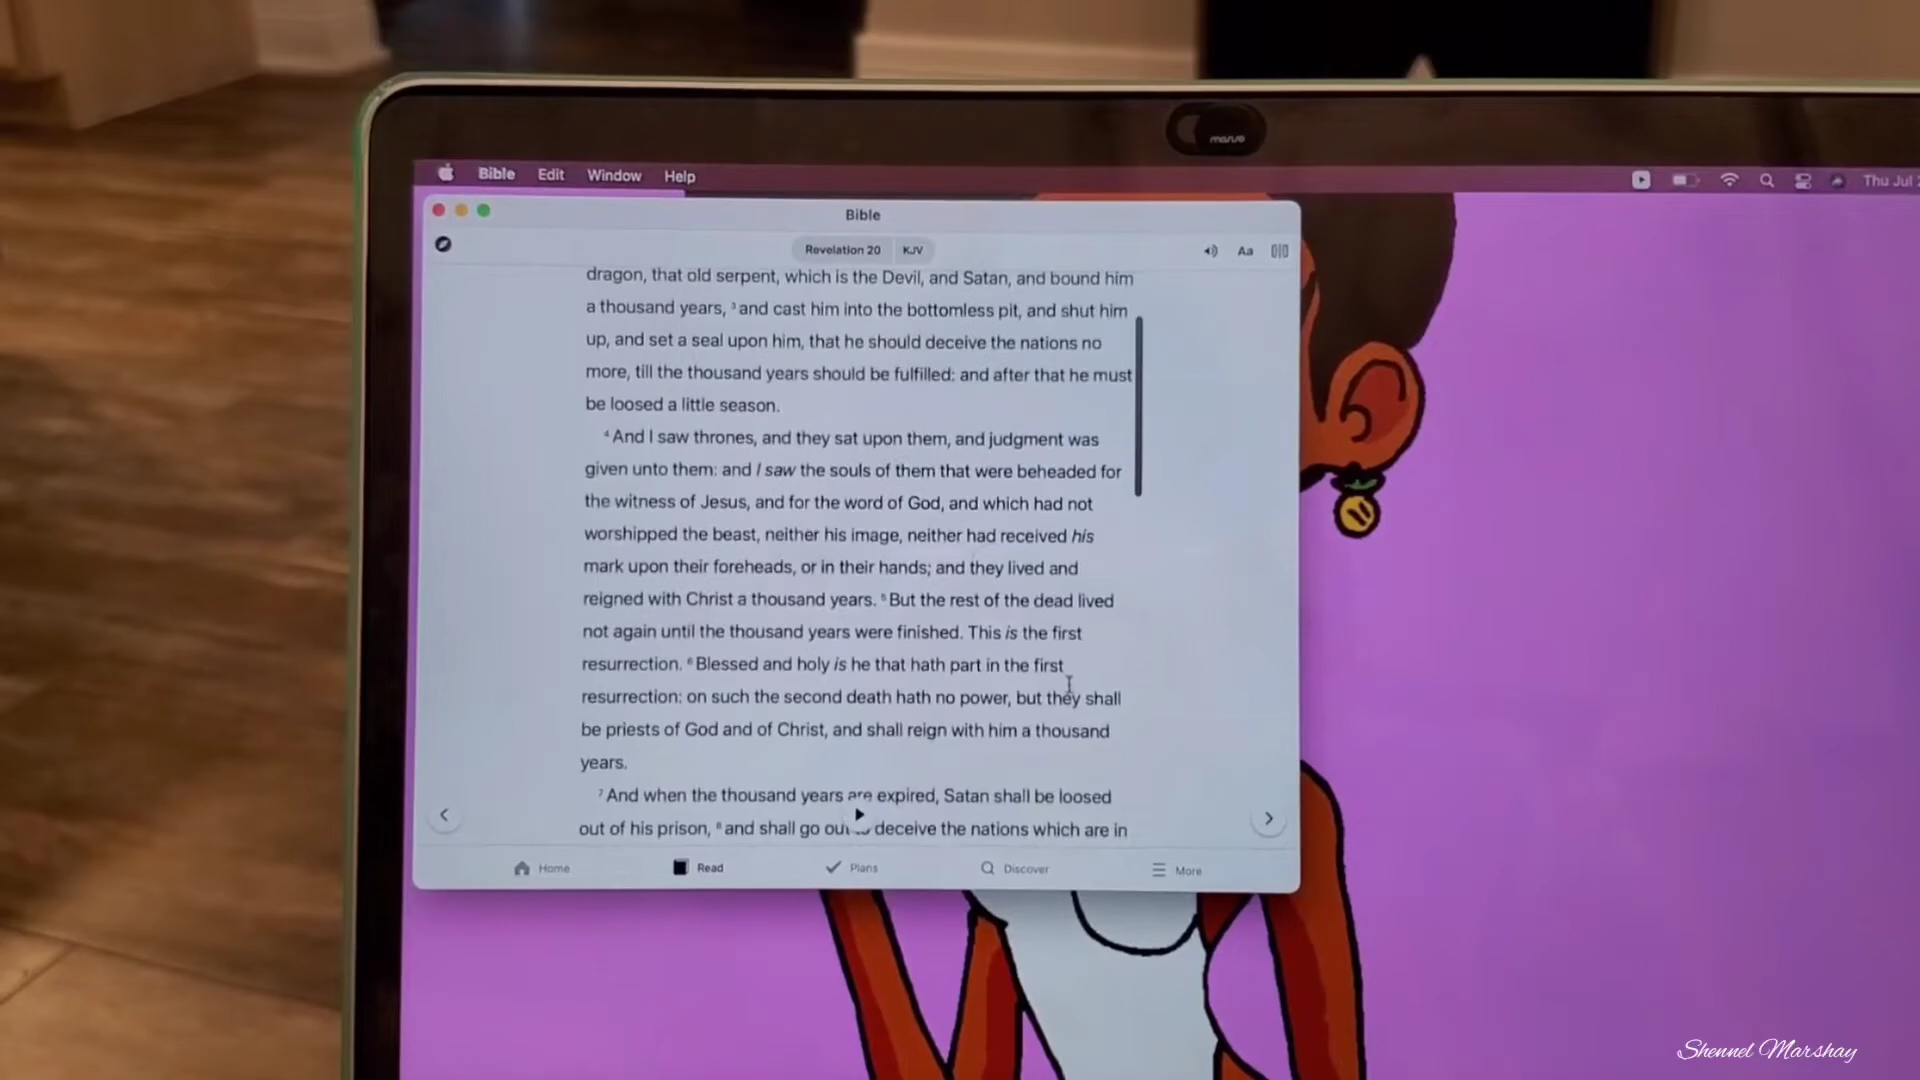 maruo
Bible Edit Window Help
Thu Jul
Bible
Revelation 20 KJV
Aa
dragon, that old serpent, which is the Devil, and Satan, and bound him
a thousand years, 3 and cast him into the bottomless pit, and shut him
up, and set a seal upon him, that he should deceive the nations no
more, till the thousand years should be fulfilled: and after that he must
be loosed a little season.
4 And I saw thrones, and they sat upon them, and judgment was
given unto them: and I saw the souls of them that were beheaded for
the witness of Jesus, and for the word of God, and which had not
worshipped the beast, neither his image, neither had received his
mark upon their foreheads, or in their hands; and they lived and
reigned with Christ a thousand years. 5 But the rest of the dead lived
not again until the thousand years were finished. This is the first
resurrection. 6 Blessed and holy is he that hath part in the first
resurrection: on such the second death hath no power, but they shall
be priests of God and of Christ, and shall reign with him a thousand
years.
7 And when the thousand years are expired, Satan shall be loosed
out of his prison, 8 and shall go out deceive the nations which are in
Home Read Plans Discover More
Shennel Marshay